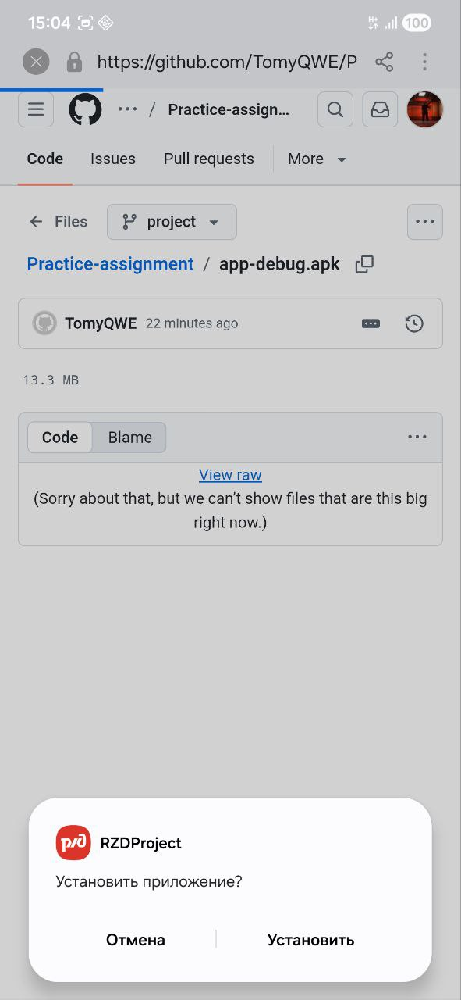 15:04
H+
100
https://github.com/TomyQWE/P
... / Practice-assign...
Code Issues Pull requests More
Files project
Practice-assignment / app-debug.apk
TomyQWE 22 minutes ago
13.3 MB
Code Blame
View raw
(Sorry about that, but we can't show files that are this big
right now.)
ржд RZDProject
Установить приложение?
Отмена Установить